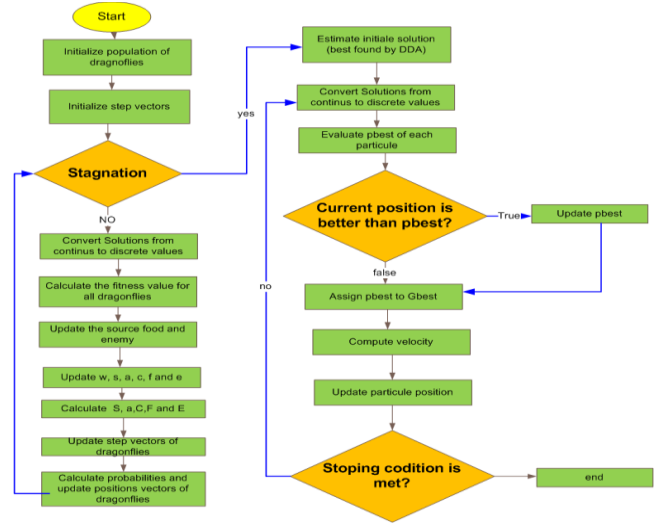 Start
Initialize population of
dragnoflies
Initialize step vectors
Stagnation
yes
NO
Convert Solutions from
continus to discrete values
Calculate the fitness value for
all dragonflies
Update the source food and
enemy
Update w, s, a, c, f and e
Calculate S, a,C,F and E
Update step vectors of
dragonflies
Calculate probabilities and
update positions vectors of
dragonflies
Estimate initiale solution
(best found by DDA)
Convert Solutions from
continus to discrete values
Evaluate pbest of each
particule
Current position is
better than pbest?
True
Update pbest
false
no
Assign pbest to Gbest
Compute velocity
Update particule position
Stoping codition is
met?
end